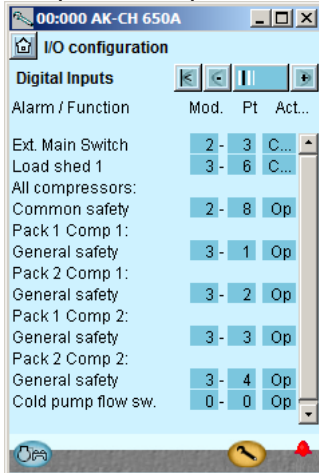 00:000 AK-CH 650A
I/O configuration
Digital Inputs
Alarm / Function Mod. Pt Act...
Ext. Main Switch 2 - 3 C...
Load shed 1 3 - 6 C...
All compressors:
Common safety 2 - 8 Op
Pack 1 Comp 1:
General safety 3 - 1 Op
Pack 2 Comp 1:
General safety 3 - 2 Op
Pack 1 Comp 2:
General safety 3 - 3 Op
Pack 2 Comp 2:
General safety 3 - 4 Op
Cold pump flow sw. 0 - 0 Op